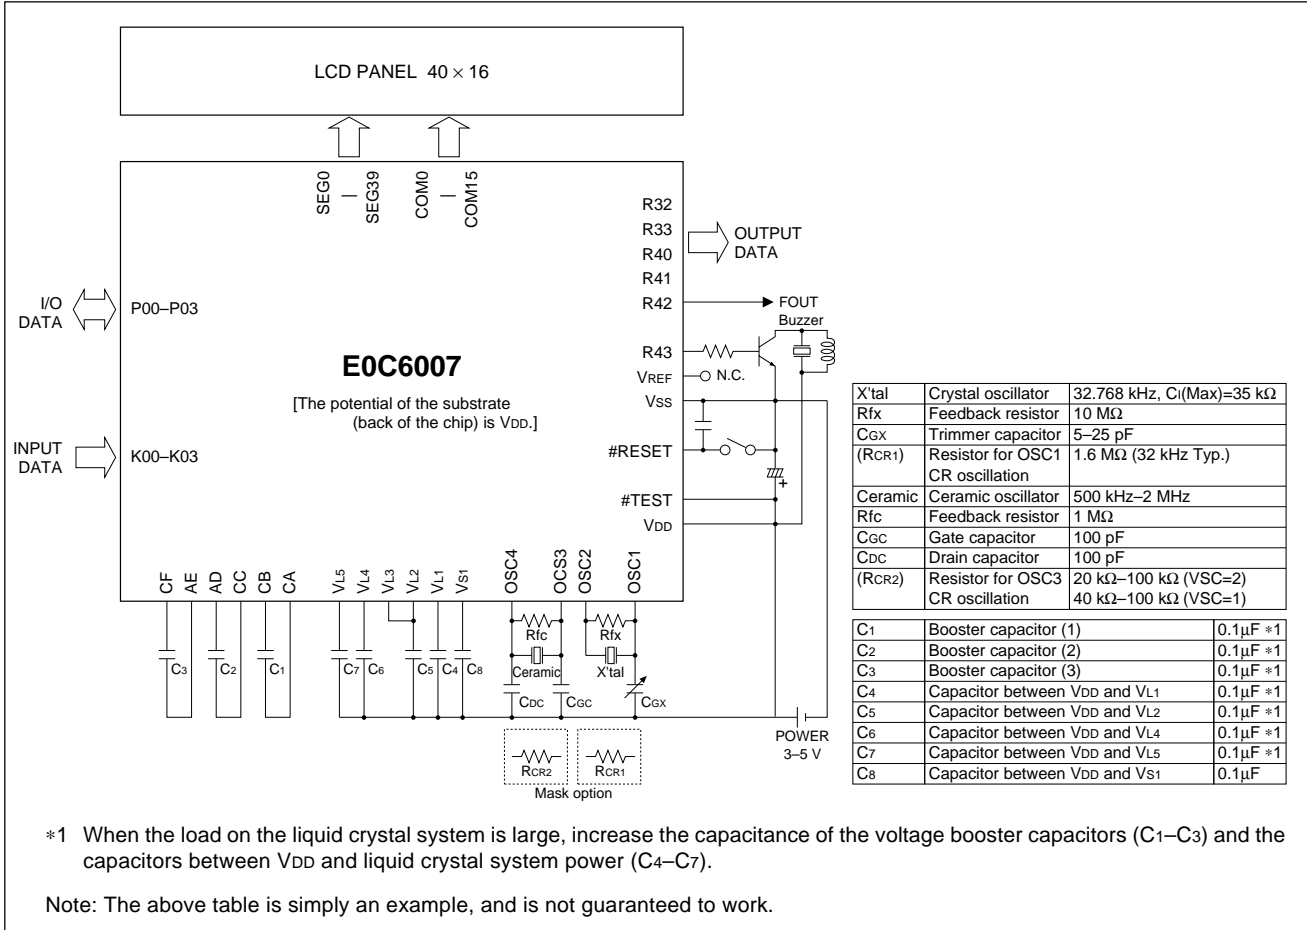 LCD PANEL 40 × 16
SEG0
SEG39
COM0
COM15
R32
R33
R40
R41
R42
R43
VREF
VSS
#RESET
#TEST
VDD
OUTPUT
DATA
FOUT
Buzzer
N.C.
+
I/O
DATA
P00–P03
E0C6007
[The potential of the substrate
(back of the chip) is VDD.]
INPUT
DATA
K00–K03
CF
AE
AD
CC
CB
CA
VL5
VL4
VL3
VL2
VL1
VS1
OSC4
OCS3
OSC2
OSC1
C3
C2
C1
C7
C6
C5
C4
C8
Rfc
Ceramic
CDC
CGC
Rfx
X'tal
CGX
POWER
3–5 V
RCR2
RCR1
Mask option
X'tal Crystal oscillator 32.768 kHz, CI(Max)=35 kΩ
Rfx Feedback resistor 10 MΩ
CGX Trimmer capacitor 5–25 pF
(RCR1) Resistor for OSC1 1.6 MΩ (32 kHz Typ.)
CR oscillation
Ceramic Ceramic oscillator 500 kHz–2 MHz
Rfc Feedback resistor 1 MΩ
CGC Gate capacitor 100 pF
CDC Drain capacitor 100 pF
(RCR2) Resistor for OSC3 20 kΩ–100 kΩ (VSC=2)
CR oscillation 40 kΩ–100 kΩ (VSC=1)
C1 Booster capacitor (1) 0.1μF *1
C2 Booster capacitor (2) 0.1μF *1
C3 Booster capacitor (3) 0.1μF *1
C4 Capacitor between VDD and VL1 0.1μF *1
C5 Capacitor between VDD and VL2 0.1μF *1
C6 Capacitor between VDD and VL4 0.1μF *1
C7 Capacitor between VDD and VL5 0.1μF *1
C8 Capacitor between VDD and VS1 0.1μF
*1 When the load on the liquid crystal system is large, increase the capacitance of the voltage booster capacitors (C1–C3) and the
capacitors between VDD and liquid crystal system power (C4–C7).
Note: The above table is simply an example, and is not guaranteed to work.